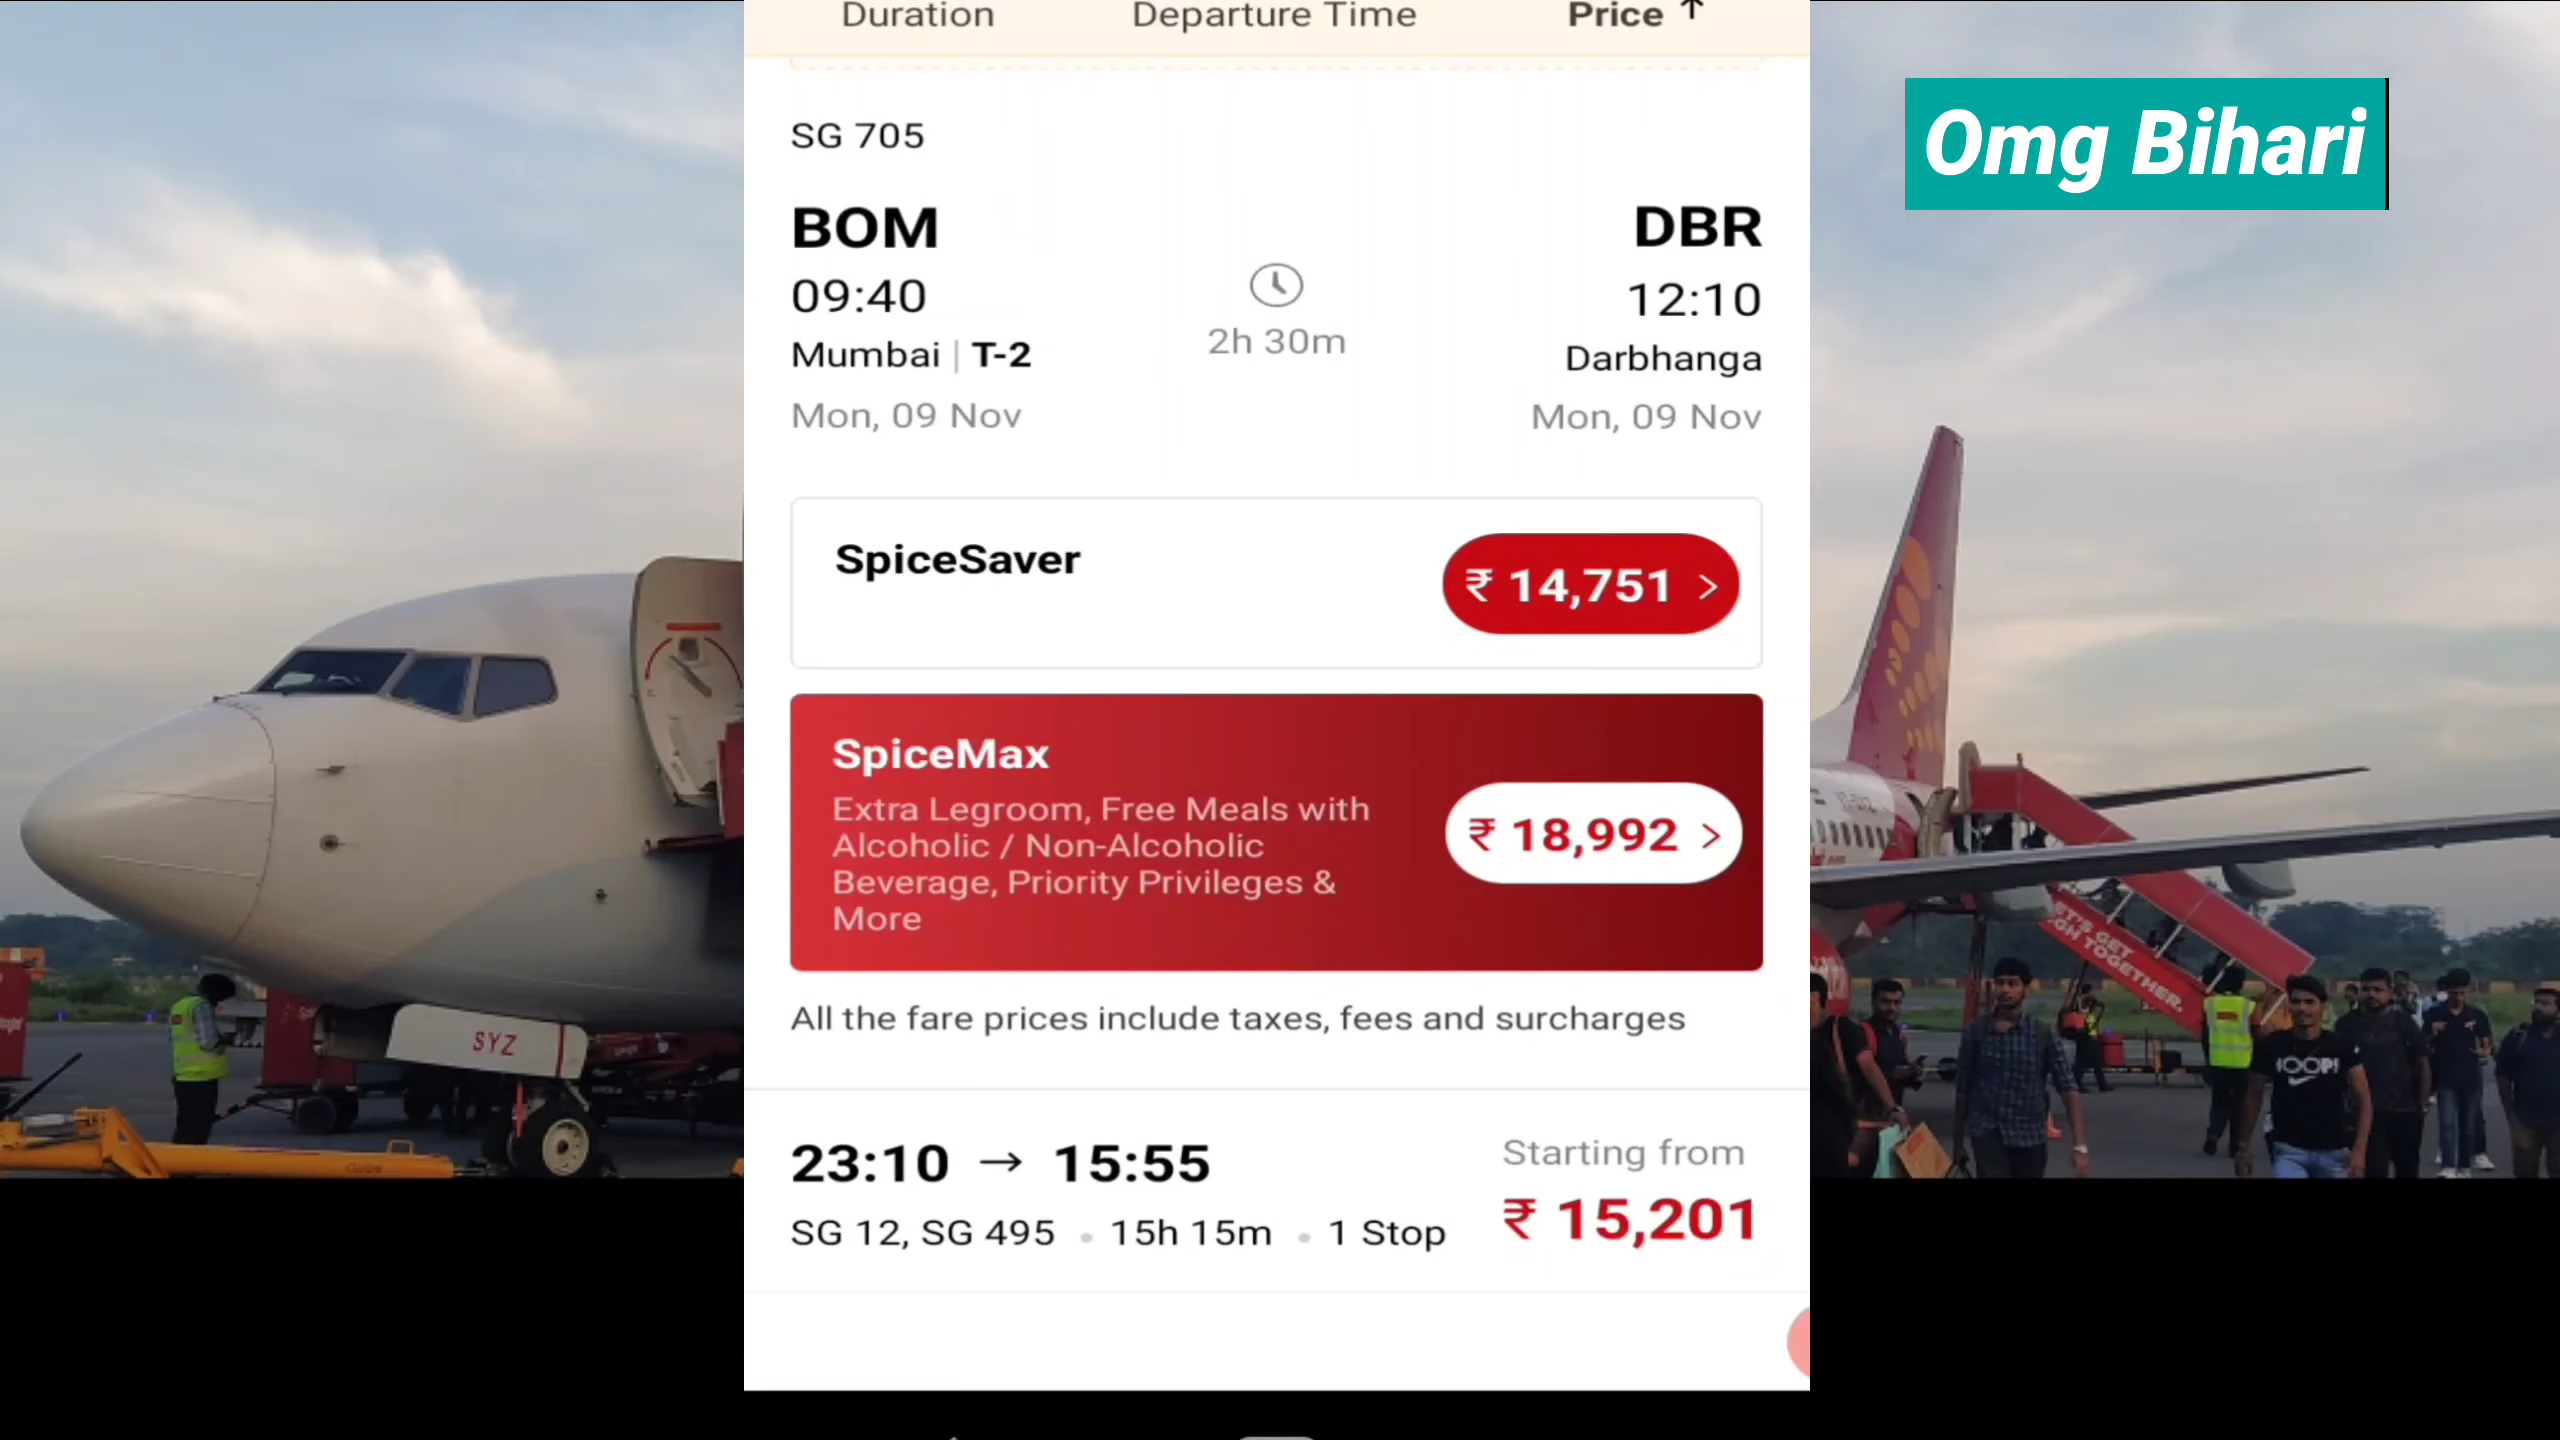 Duration Departure Time Price ↑
Omg Bihari
SG 705
BOM DBR
09:40 12:10
2h 30m
Mumbai | T-2 Darbhanga
Mon, 09 Nov Mon, 09 Nov
SpiceSaver
₹ 14,751 >
SpiceMax
Extra Legroom, Free Meals with
Alcoholic / Non-Alcoholic
Beverage, Priority Privileges &
More
₹ 18,992 >
All the fare prices include taxes, fees and surcharges
23:10 → 15:55
Starting from
SG 12, SG 495 • 15h 15m • 1 Stop
₹ 15,201
SYZ
TOGETHER.